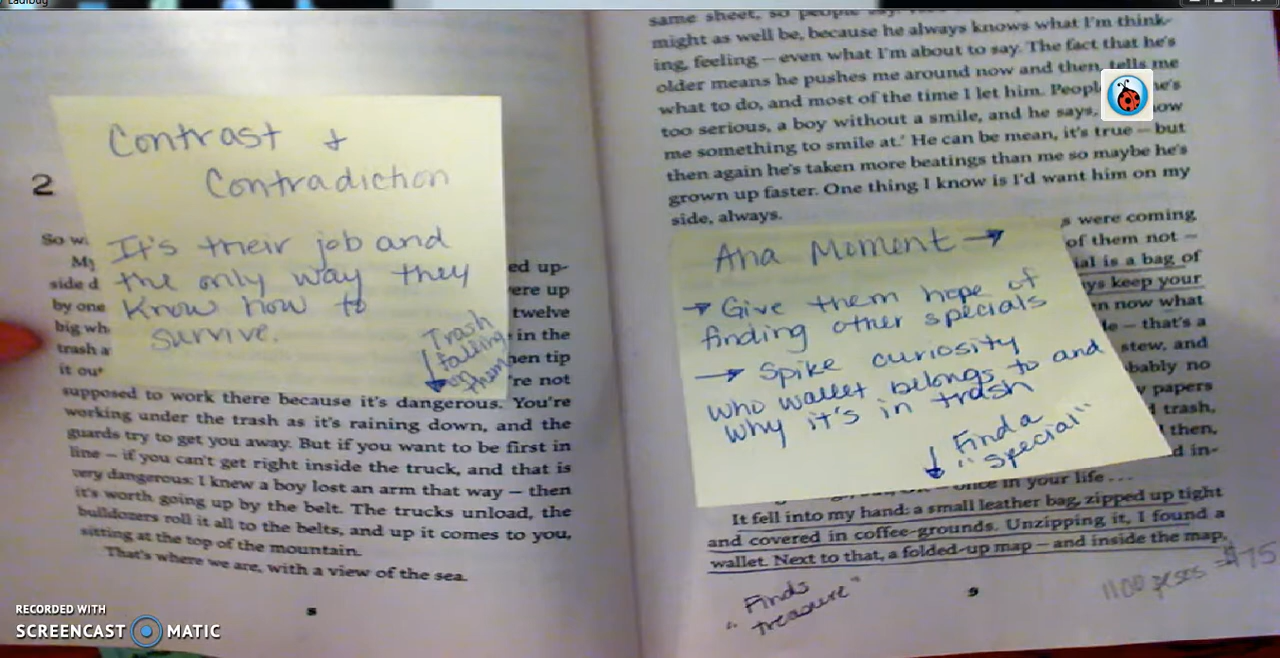 Ladibug
2
Contrast +
Contradiction
It's their job and
the only way they
know how to
survive.
Trash
falling
on
them
So w
My
side d
by one
big wh
trash a
it ou
ed up-
ere up
twelve
in the
hen tip
're not
supposed to work there because it's dangerous. You're
working under the trash as it's raining down, and the
guards try to get you away. But if you want to be first in
line – if you can't get right inside the truck, and that is
very dangerous: I knew a boy lost an arm that way – then
it's worth going up by the belt. The trucks unload, the
bulldozers roll it all to the belts, and up it comes to you,
sitting at the top of the mountain.
That's where we are, with a view of the sea.
8
same sheet, so people say.
might as well be, because he always knows what I'm think-
ing, feeling – even what I'm about to say. The fact that he's
older means he pushes me around now and then, tells me
what to do, and most of the time I let him. Peopl he's
too serious, a boy without a smile, and he says, ow
me something to smile at.' He can be mean, it's true – but
then again he's taken more beatings than me so maybe he's
grown up faster. One thing I know is I'd want him on my
side, always.
s were coming
of them not –
ial is a bag of
ys keep your
n now what
le – that's a
stew, and
bably no
papers
trash,
then,
d in-
Aha Moment →
→ Give them hope of
finding other specials
→ Spike curiosity
who wallet belongs to and
why it's in trash
↓ Find a
"special"
once in your life . . .
It fell into my hand: a small leather bag, zipped up tight
and covered in coffee-grounds. Unzipping it, I found a
wallet. Next to that, a folded-up map – and inside the map,
"Finds
treasure"
9
1100 pesos = $75
RECORDED WITH
SCREENCAST MATIC